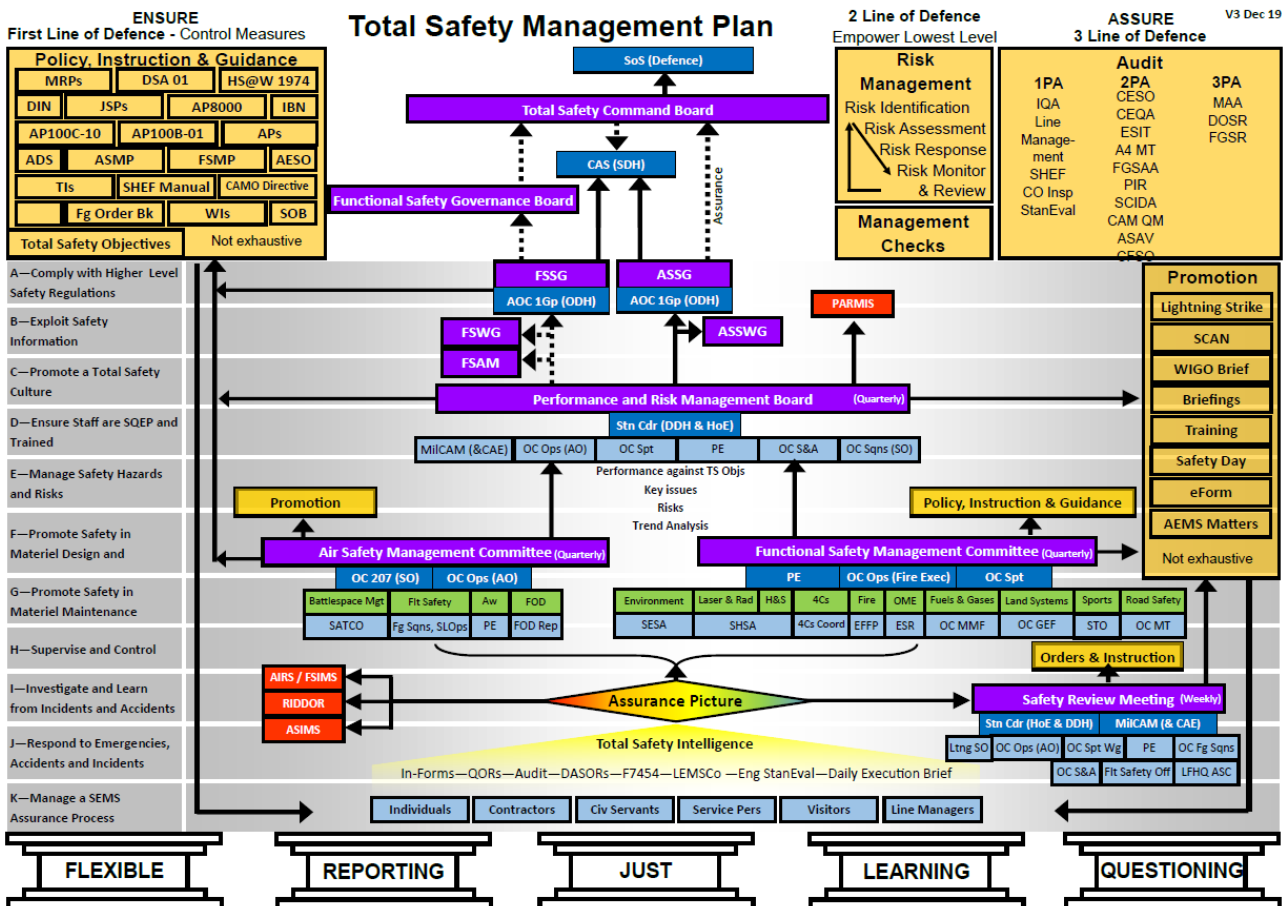 ENSURE
First Line of Defence - Control Measures
Total Safety Management Plan
2 Line of Defence
Empower Lowest Level
ASSURE
3 Line of Defence
V3 Dec 19
Policy, Instruction & Guidance
MRPs
DSA 01
HS@W 1974
DIN
JSPs
AP8000
IBN
AP100C-10
AP100B-01
APs
ADS
ASMP
FSMP
AESO
TIs
SHEF Manual
CAMO Directive
Fg Order Bk
WIs
SOB
Total Safety Objectives
Not exhaustive
SoS (Defence)
Total Safety Command Board
CAS (SDH)
Functional Safety Governance Board
Assurance
Risk
Management
Risk Identification
Risk Assessment
Risk Response
Risk Monitor
& Review
Management
Checks
Audit
1PA
IQA
Line
Manage-
ment
SHEF
CO Insp
StanEval
2PA
CESO
CEQA
ESIT
A4 MT
FGSAA
PIR
SCIDA
CAM QM
ASAV
CFSO
3PA
MAA
DOSR
FGSR
A—Comply with Higher Level
Safety Regulations
B—Exploit Safety
Information
C—Promote a Total Safety
Culture
D—Ensure Staff are SQEP and
Trained
E—Manage Safety Hazards
and Risks
F—Promote Safety in
Materiel Design and
G—Promote Safety in
Materiel Maintenance
H—Supervise and Control
I—Investigate and Learn
from Incidents and Accidents
J—Respond to Emergencies,
Accidents and Incidents
K—Manage a SEMS
Assurance Process
FSSG
AOC 1Gp (ODH)
ASSG
AOC 1Gp (ODH)
FSWG
FSAM
ASSWG
PARMIS
Performance and Risk Management Board (Quarterly)
Stn Cdr (DDH & HoE)
MilCAM (&CAE)
OC Ops (AO)
OC Spt
PE
OC S&A
OC Sqns (SO)
Performance against TS Objs
Key issues
Risks
Trend Analysis
Promotion
Policy, Instruction & Guidance
Air Safety Management Committee (Quarterly)
OC 207 (SO)
OC Ops (AO)
Battlespace Mgt
Flt Safety
Aw
FOD
SATCO
Fg Sqns, SLOps
PE
FOD Rep
Functional Safety Management Committee (Quarterly)
PE
OC Ops (Fire Exec)
OC Spt
Environment
Laser & Rad
H&S
4Cs
Fire
OME
Fuels & Gases
Land Systems
Sports
Road Safety
SESA
SHSA
4Cs Coord
EFFP
ESR
OC MMF
OC GEF
STO
OC MT
Promotion
Lightning Strike
SCAN
WIGO Brief
Briefings
Training
Safety Day
eForm
AEMS Matters
Not exhaustive
AIRS / FSIMS
RIDDOR
ASIMS
Assurance Picture
Orders & Instruction
Safety Review Meeting (Weekly)
Stn Cdr (HoE & DDH)
MilCAM (& CAE)
Ltng SO
OC Ops (AO)
OC Spt Wg
PE
OC Fg Sqns
OC S&A
Flt Safety Off
LFHQ ASC
Total Safety Intelligence
In-Forms—QORs—Audit—DASORs—F7454—LEMSCo—Eng StanEval—Daily Execution Brief
Individuals
Contractors
Civ Servants
Service Pers
Visitors
Line Managers
FLEXIBLE
REPORTING
JUST
LEARNING
QUESTIONING